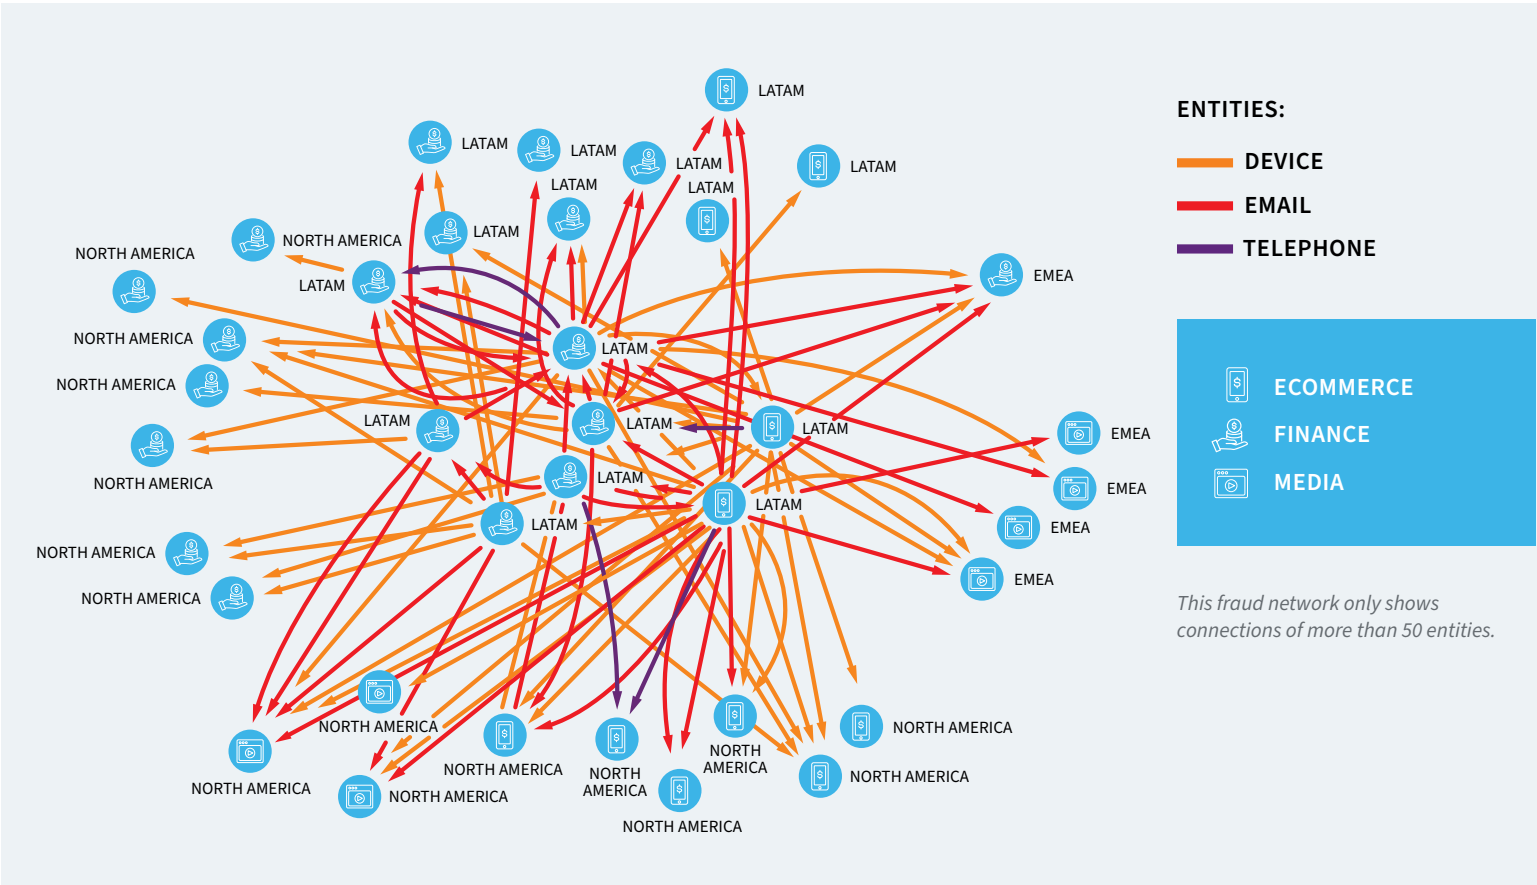 LATAM
LATAM
LATAM
LATAM
LATAM
LATAM
LATAM
LATAM
NORTH AMERICA
NORTH AMERICA
LATAM
EMEA
NORTH AMERICA
LATAM
NORTH AMERICA
LATAM
LATAM
LATAM
EMEA
NORTH AMERICA
LATAM
EMEA
LATAM
LATAM
EMEA
NORTH AMERICA
EMEA
NORTH AMERICA
NORTH AMERICA
NORTH AMERICA
NORTH
AMERICA
NORTH AMERICA
NORTH
AMERICA
NORTH AMERICA
NORTH AMERICA
NORTH AMERICA
NORTH AMERICA
ENTITIES:
DEVICE
EMAIL
TELEPHONE
ECOMMERCE
FINANCE
MEDIA
This fraud network only shows
connections of more than 50 entities.